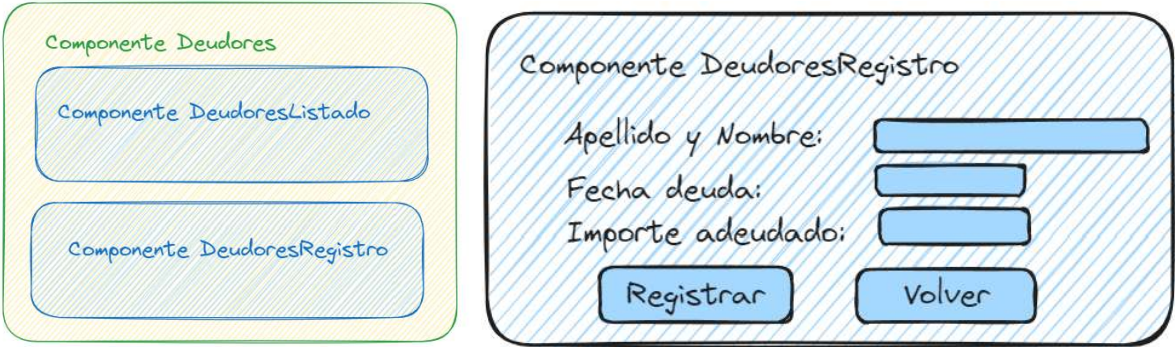 Componente Deudores
Componente DeudoresListado
Componente DeudoresRegistro
Componente DeudoresRegistro
Apellido y Nombre:
Fecha deuda:
Importe adeudado:
Registrar Volver